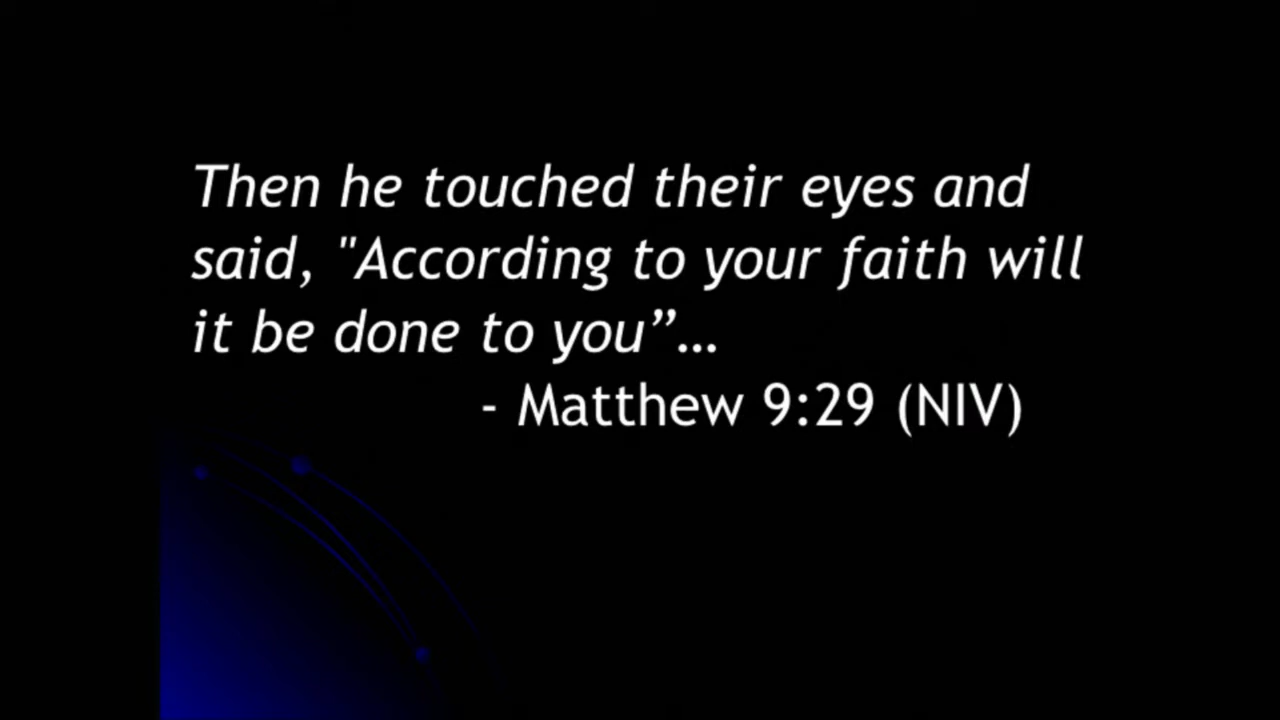 Then he touched their eyes and
said, "According to your faith will
it be done to you”…
- Matthew 9:29 (NIV)